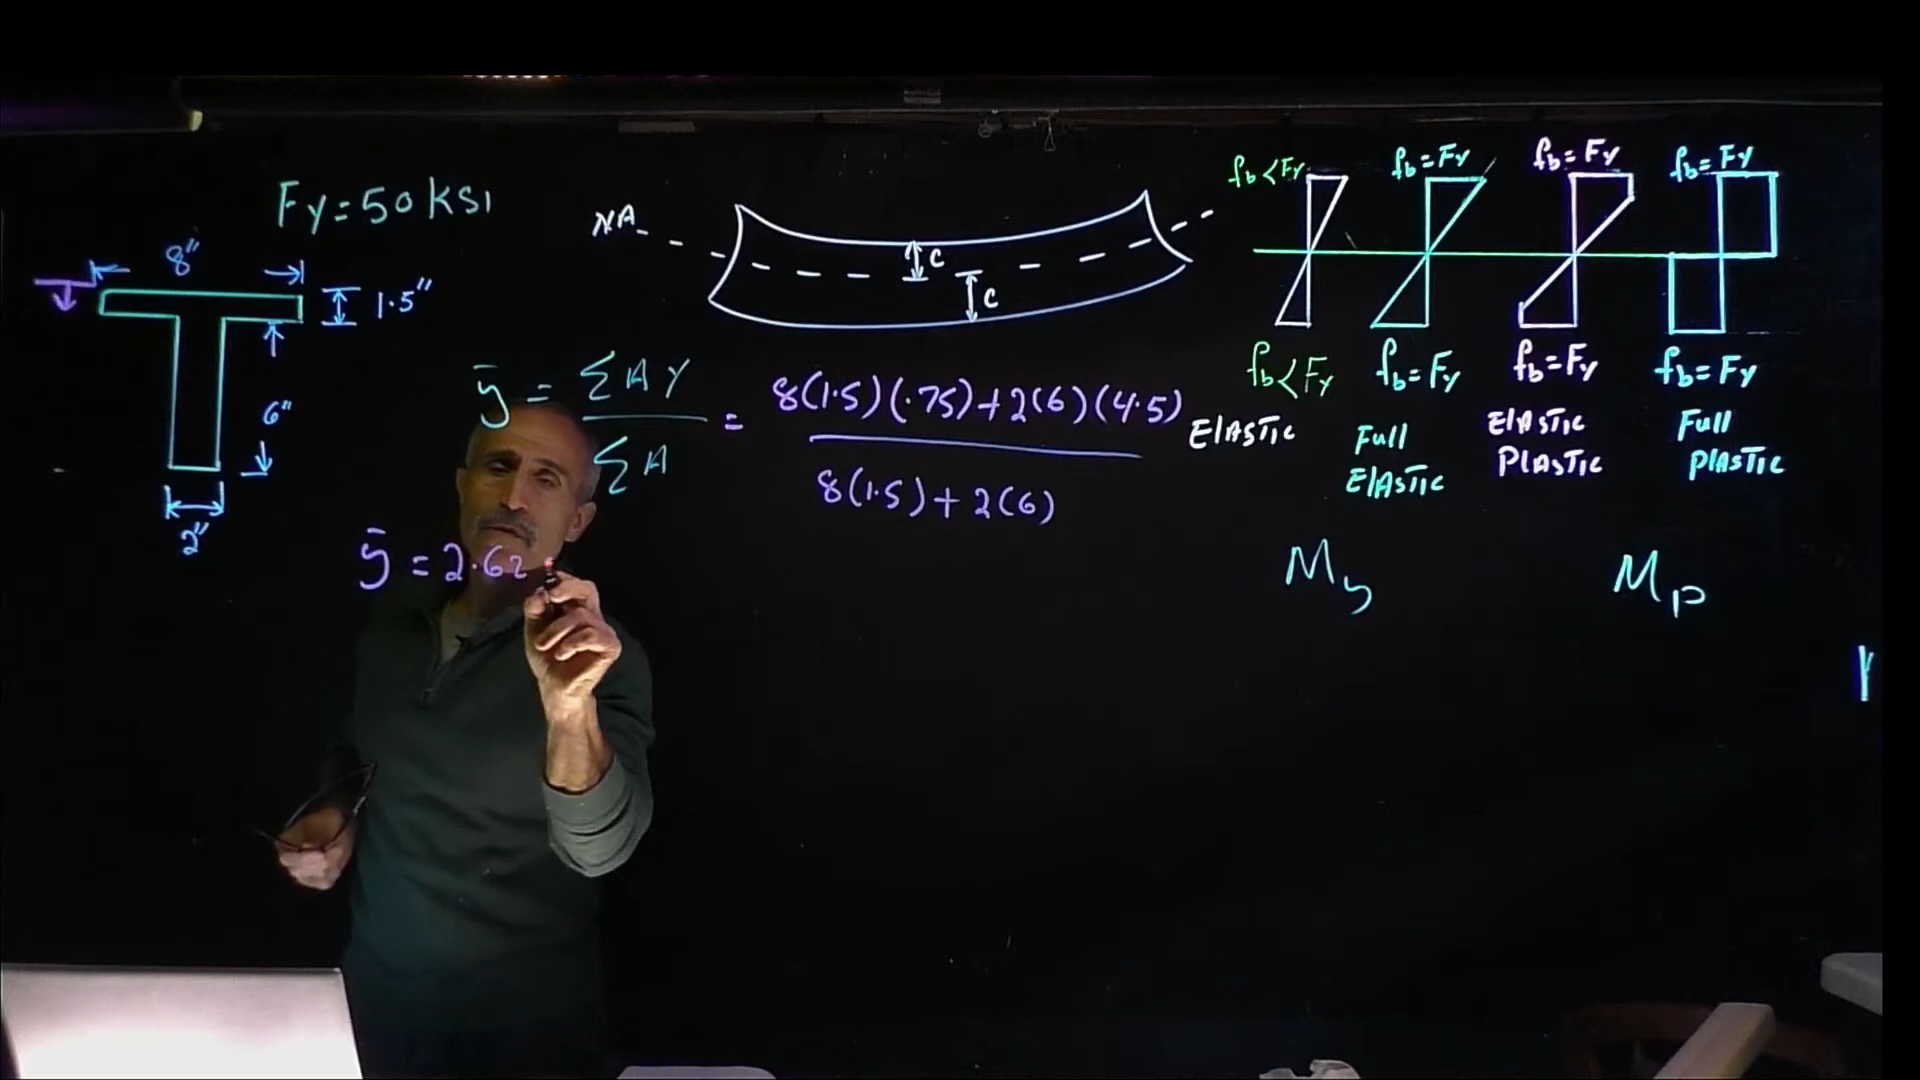 Fy = 50 KSI
8"
1.5"
6"
2"
N.A.
c
c
ȳ = ΣAY / ΣA = 8(1.5)(.75)+2(6)(4.5) / 8(1.5)+2(6)
ȳ = 2.62
fb < Fy
fb = Fy
fb = Fy
fb = Fy
fb < Fy
fb = Fy
fb = Fy
fb = Fy
ElASTIC
Full
ElASTIC
ElASTIC
PlASTIC
Full
PlASTIC
My
Mp